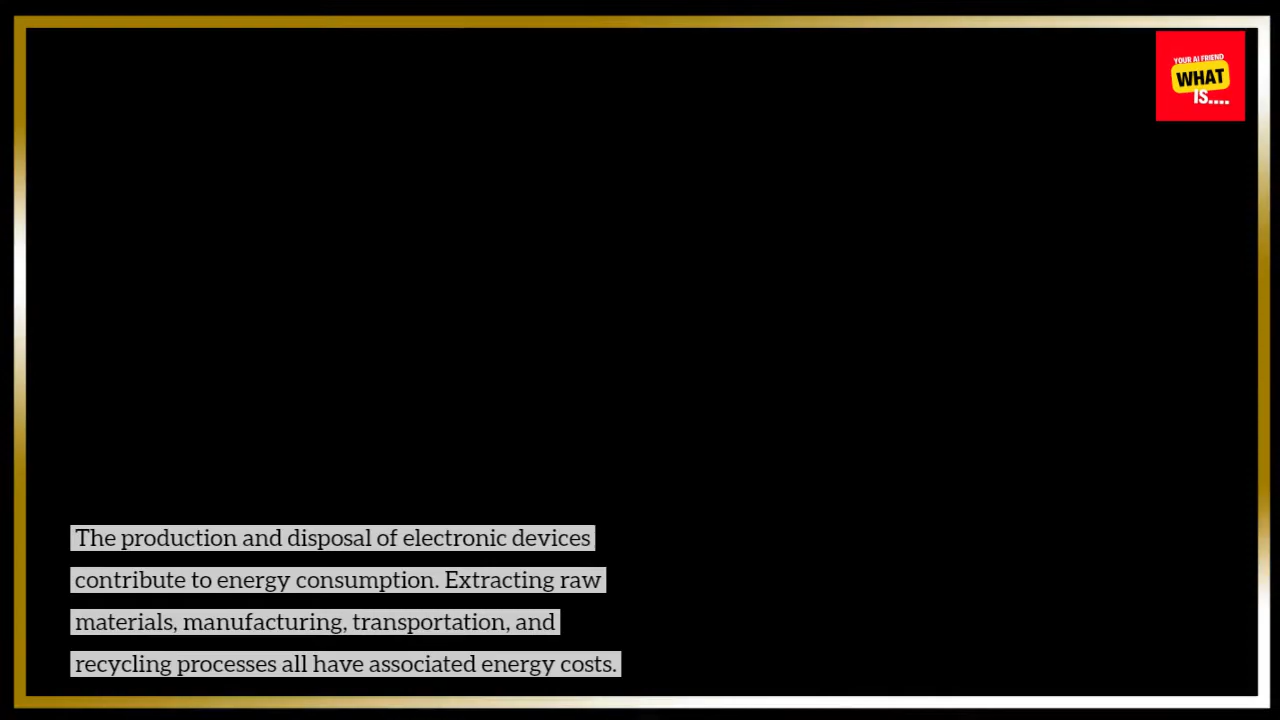 YOUR AI FRIEND
WHAT
IS....
The production and disposal of electronic devices
contribute to energy consumption. Extracting raw
materials, manufacturing, transportation, and
recycling processes all have associated energy costs.